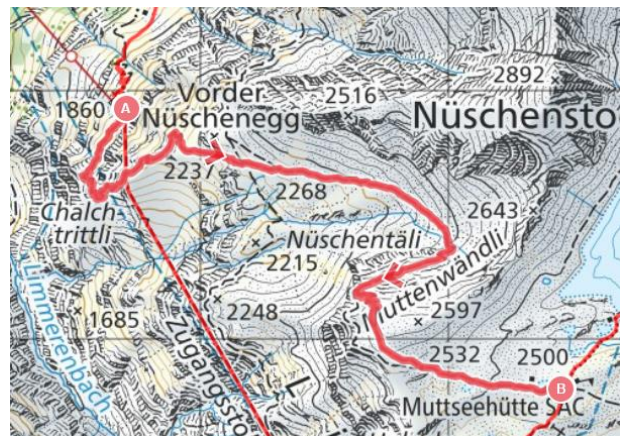 2892
1860
A
Vorder
2516
Nüschenegg
Nüschensto
2237
2268
Chalch-
trittli
2643
Nüschentäli
2215
Muttenwändli
Limmerenbach
1685
2248
2597
Zugangssto
2532
2500
B
Muttseehütte SAC